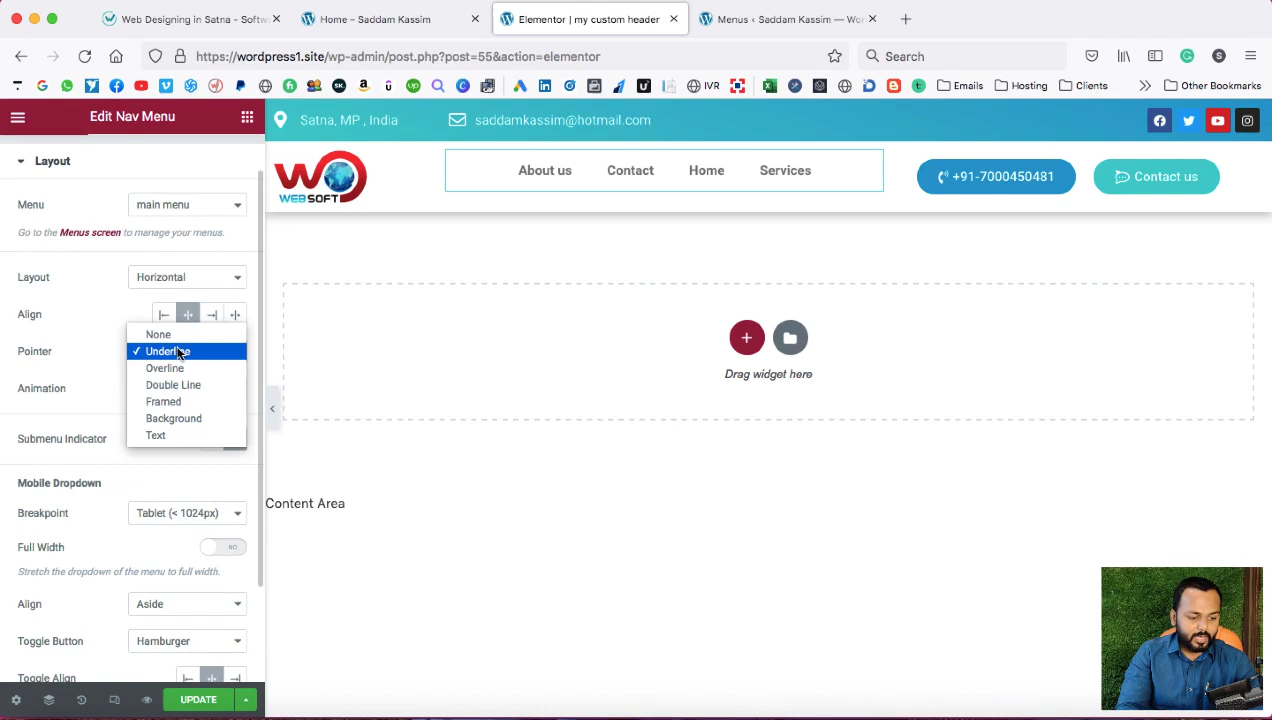 Web Designing in Satna - Softw
Home – Saddam Kassim
Elementor | my custom header
Menus ‹ Saddam Kassim — Wor
https://wordpress1.site/wp-admin/post.php?post=55&action=elementor
Search
IVR
Emails
Hosting
Clients
Other Bookmarks
Edit Nav Menu
Satna, MP , India
saddamkassim@hotmail.com
Layout
WEBSOFT
About us
Contact
Home
Services
+91-7000450481
Contact us
Menu
main menu
Go to the Menus screen to manage your menus.
Layout
Horizontal
Align
None
Pointer
Underline
Overline
Animation
Double Line
Framed
Background
Text
Submenu Indicator
Drag widget here
Mobile Dropdown
Content Area
Breakpoint
Tablet (< 1024px)
Full Width
NO
Stretch the dropdown of the menu to full width.
Align
Aside
Toggle Button
Hamburger
Toggle Align
UPDATE